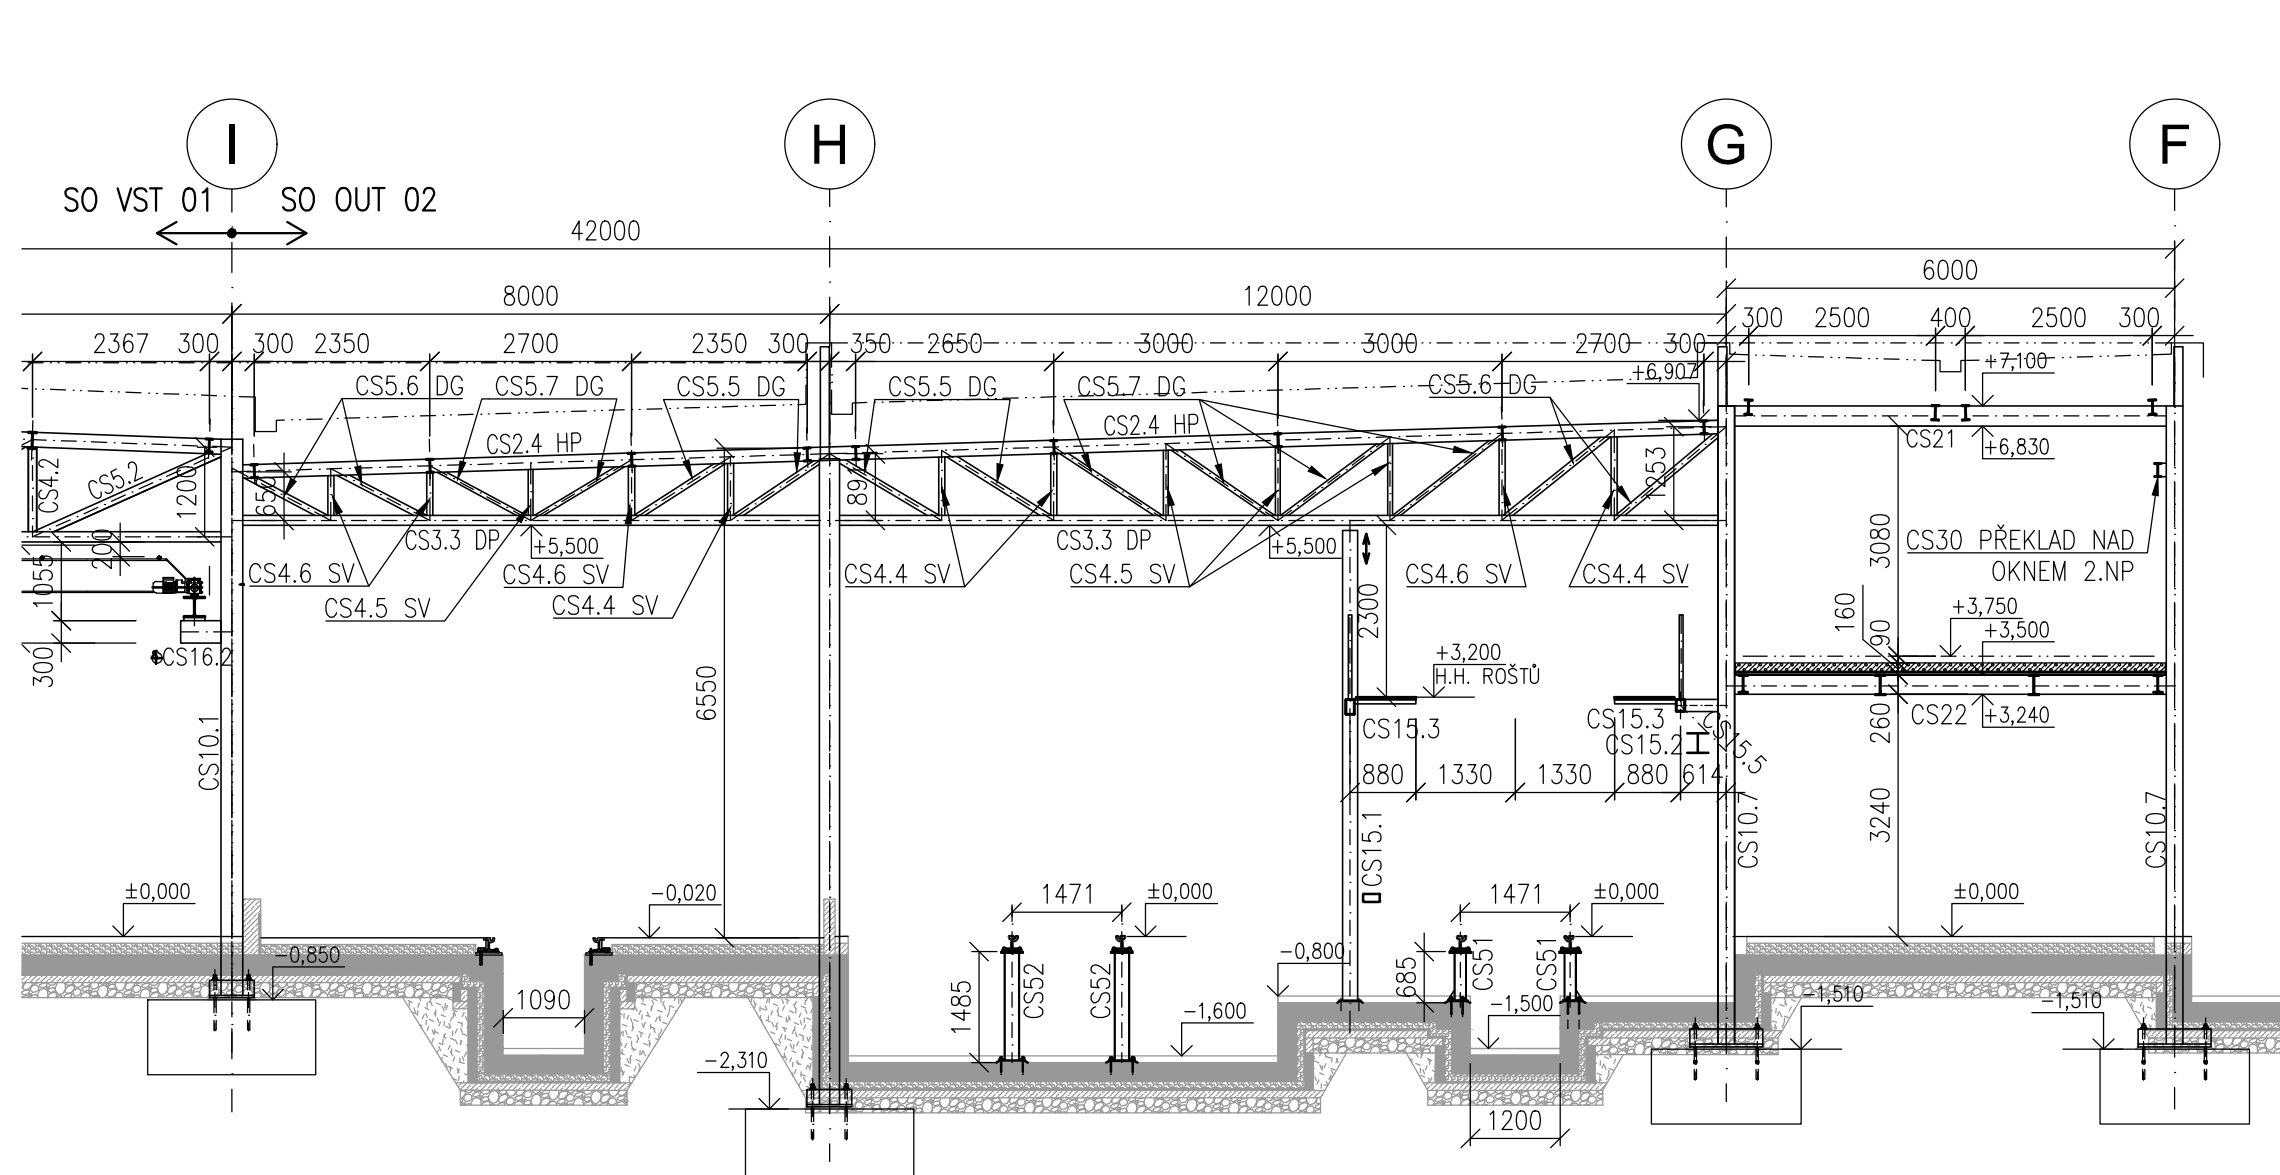 I
H
G
F
SO VST 01
SO OUT 02
42000
6000
8000
12000
300 2500 400 2500 300
2367 300 300 2350 2700 2350 300 350 2650 3000 3000 2700 300
+7,100
+6,907
CS5.6 DG
CS5.7 DG
CS5.5 DG
CS5.5 DG
CS5.7 DG
CS5.6 DG
CS2.4 HP
CS2.4 HP
CS21
+6,830
CS4.2
CS5.2
1200
650
1253
CS3.3 DP
+5,500
CS3.3 DP
+5,500
CS30 PŘEKLAD NAD
OKNEM 2.NP
3080
200
1055
CS4.6 SV
CS4.6 SV
CS4.4 SV
CS4.5 SV
CS4.6 SV
CS4.4 SV
CS4.5 SV
CS4.4 SV
2300
160
90
+3,750
+3,500
300
CS16.2
6550
+3,200
H.H. ROŠTŮ
CS15.3
CS15.3
CS15.2
CS15.5
260
CS22
+3,240
CS10.1
880 1330 1330 880 614
3240
CS15.1
CS10.7
CS10.7
±0,000
-0,020
1471
±0,000
1471
±0,000
±0,000
-0,850
-0,800
CS52
CS52
1485
685
CS51
CS51
1090
-1,600
-1,500
-1,510
-1,510
-2,310
1200